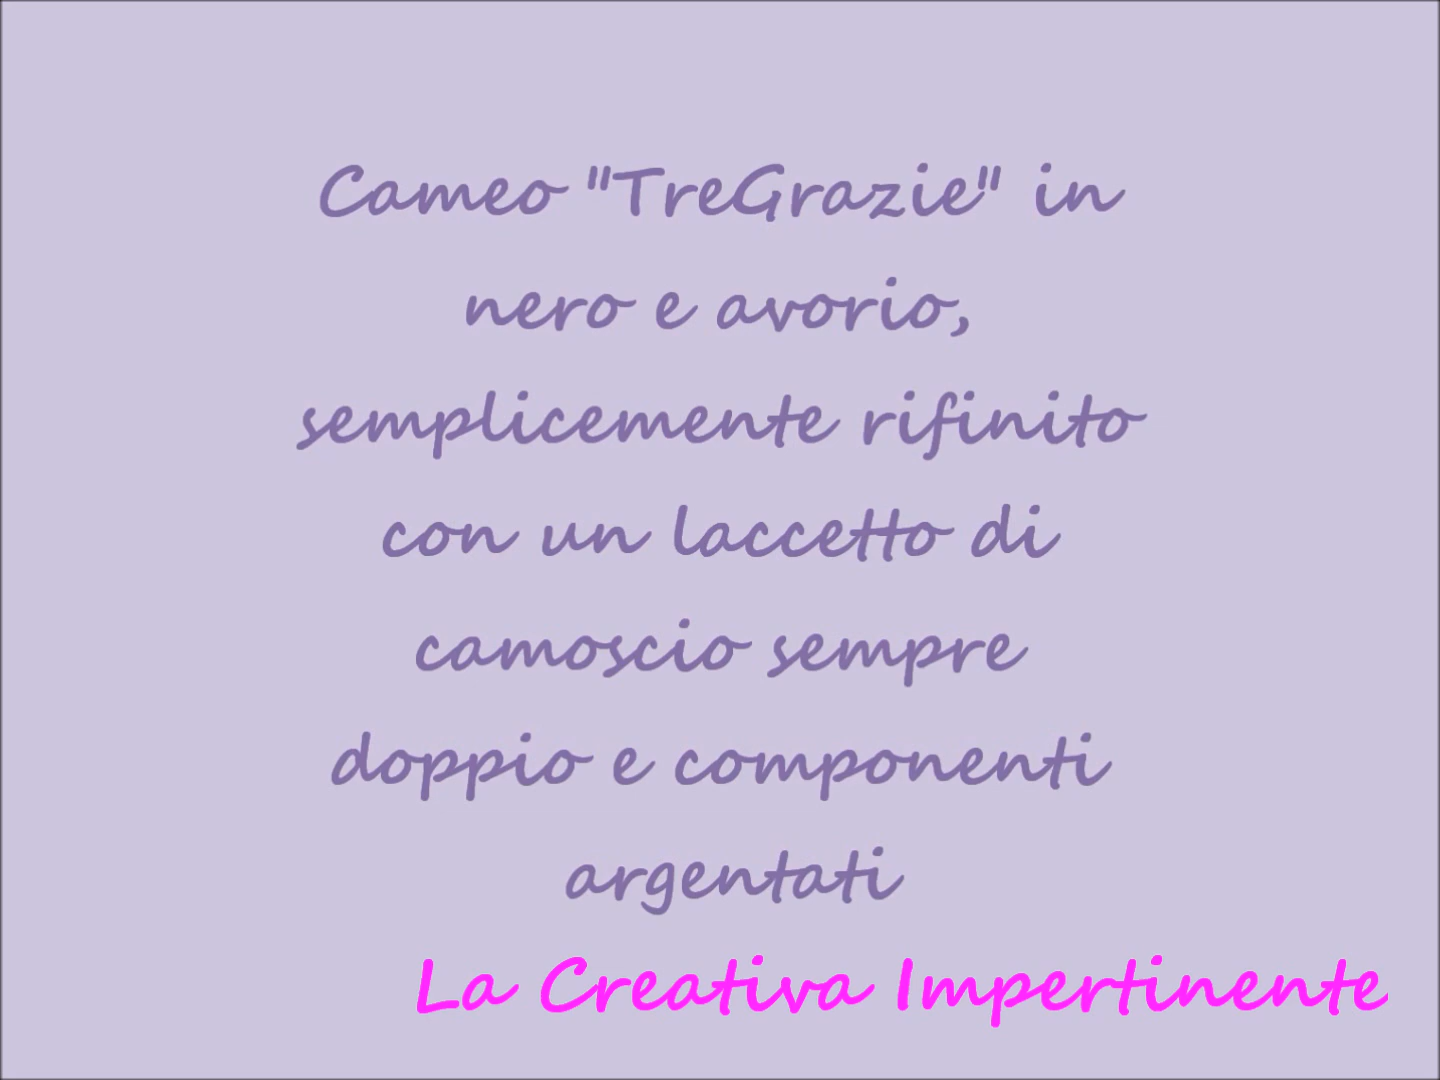 Cameo "TreGrazie" in
nero e avorio,
semplicemente rifinito
con un laccetto di
camoscio sempre
doppio e componenti
argentati
La Creativa Impertinente